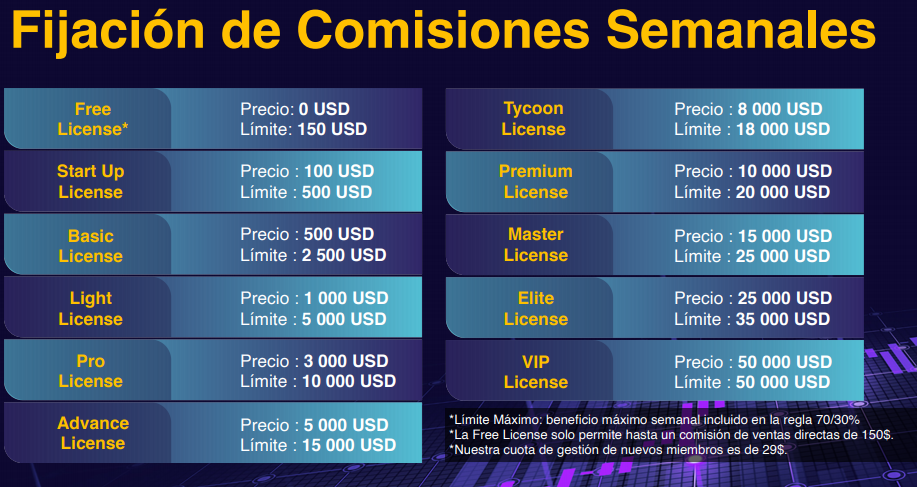 Fijación de Comisiones Semanales
Free
License*
Precio: 0 USD
Límite: 150 USD
Start Up
License
Precio : 100 USD
Límite : 500 USD
Basic
License
Precio : 500 USD
Límite : 2 500 USD
Light
License
Precio : 1 000 USD
Límite : 5 000 USD
Pro
License
Precio : 3 000 USD
Límite : 10 000 USD
Advance
License
Precio : 5 000 USD
Límite : 15 000 USD
Tycoon
License
Precio : 8 000 USD
Límite : 18 000 USD
Premium
License
Precio : 10 000 USD
Límite : 20 000 USD
Master
License
Precio : 15 000 USD
Límite : 25 000 USD
Elite
License
Precio : 25 000 USD
Límite : 35 000 USD
VIP
License
Precio : 50 000 USD
Límite : 50 000 USD
*Límite Máximo: beneficio máximo semanal incluido en la regla 70/30%
*La Free License solo permite hasta un comisión de ventas directas de 150$.
*Nuestra cuota de gestión de nuevos miembros es de 29$.